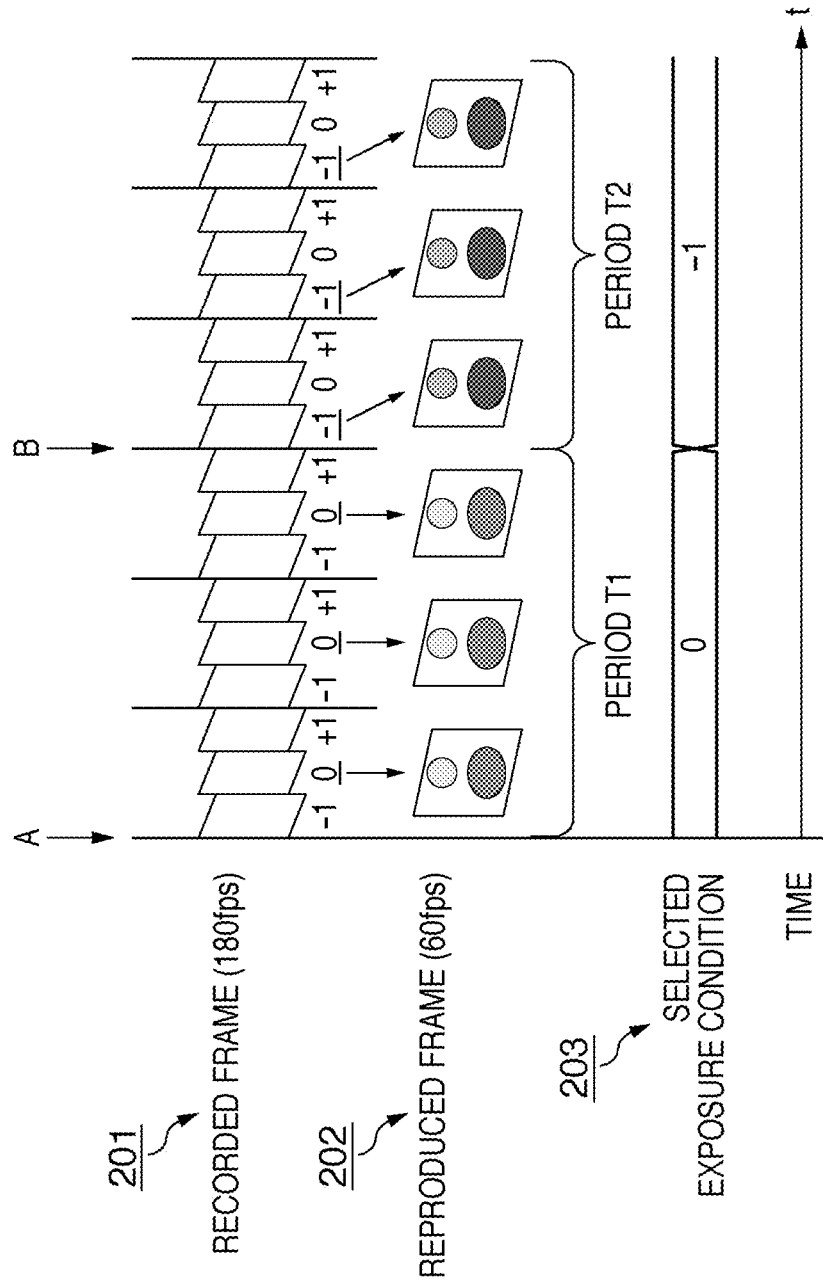 A
B
201
RECORDED FRAME (180fps)
-1 0 +1 -1 0 +1 -1 0 +1 -1 0 +1 -1 0 +1 -1 0 +1
202
REPRODUCED FRAME (60fps)
PERIOD T1
PERIOD T2
203
SELECTED
EXPOSURE CONDITION
0
-1
TIME
t